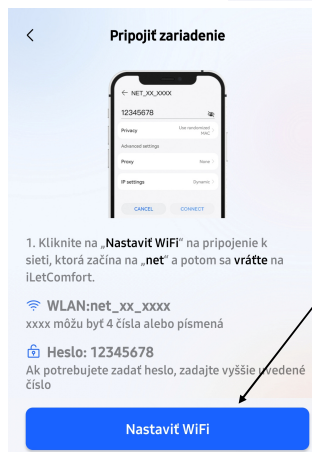 Pripojiť zariadenie
← NET_XX_XXXX
12345678
Privacy
Use randomized MAC
Advanced settings
Proxy
None
IP settings
Dynamic
CANCEL CONNECT
1. Kliknite na „Nastaviť WiFi“ na pripojenie k
sieti, ktorá začína na „net“ a potom sa vráťte na
iLetComfort.
WLAN:net_xx_xxxx
xxxx môžu byť 4 čísla alebo písmená
Heslo: 12345678
Ak potrebujete zadať heslo, zadajte vyššie uvedené
číslo
Nastaviť WiFi